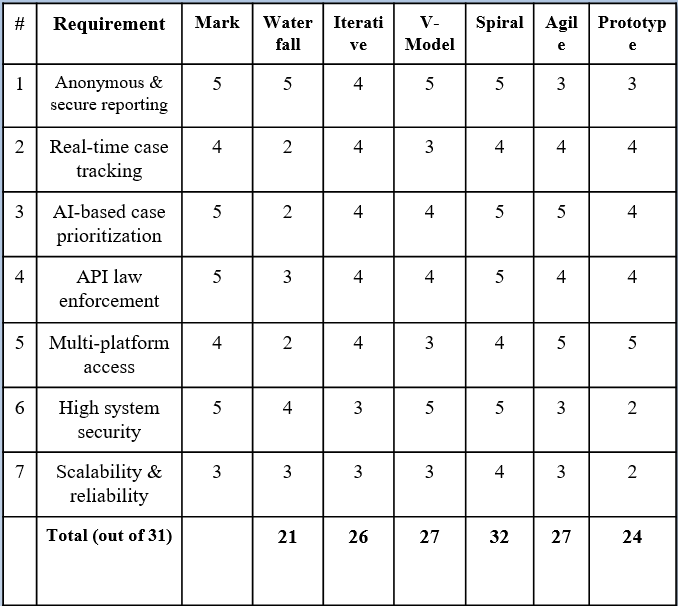 # Requirement Mark Water Iterati V- Spiral Agil Prototyp
fall ve Model e e
1 Anonymous & 5 5 4 5 5 3 3
secure reporting
2 Real-time case 4 2 4 3 4 4 4
tracking
3 AI-based case 5 2 4 4 5 5 4
prioritization
4 API law 5 3 4 4 5 4 4
enforcement
5 Multi-platform 4 2 4 3 4 5 5
access
6 High system 5 4 3 5 5 3 2
security
7 Scalability & 3 3 3 3 4 3 2
reliability
Total (out of 31) 21 26 27 32 27 24